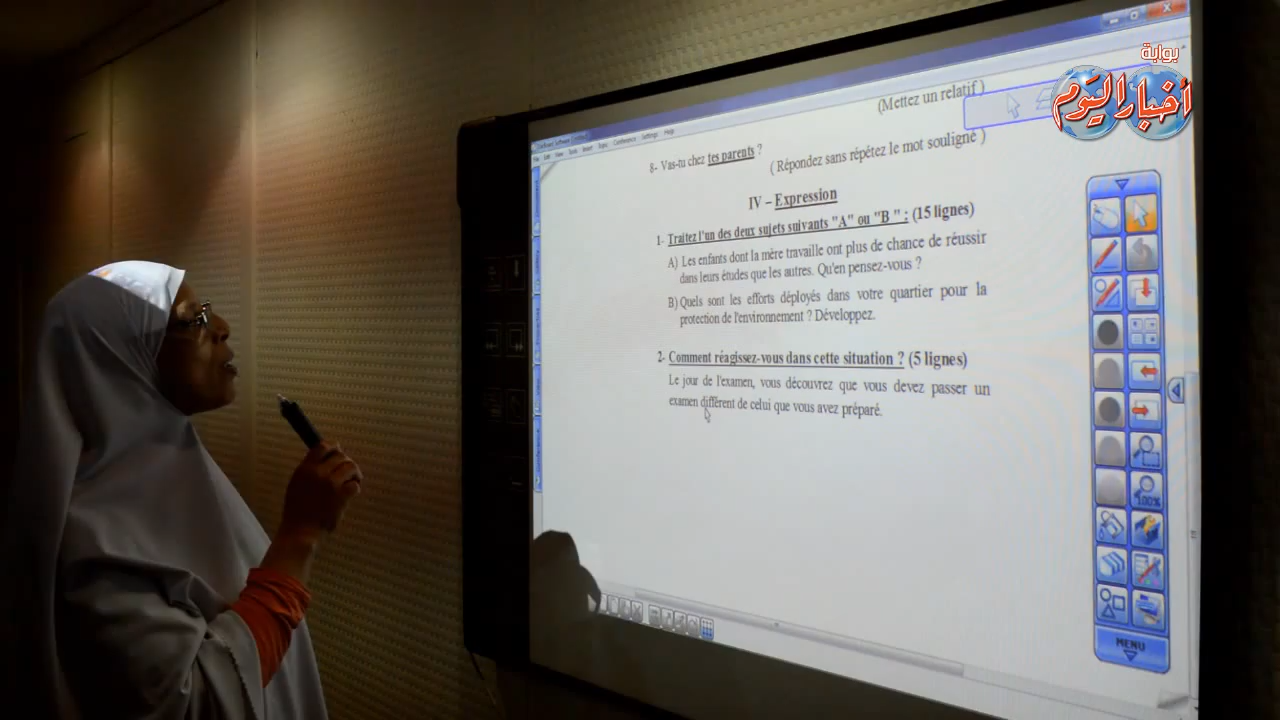 بوابة
أخبار اليوم
(Mettez un relatif )
8- Vas-tu chez tes parents ?
( Répondez sans répétez le mot souligné )
IV – Expression
1- Traitez l'un des deux sujets suivants "A" ou "B" : (15 lignes)
A) Les enfants dont la mère travaille ont plus de chance de réussir
dans leurs études que les autres. Qu'en pensez-vous ?
B) Quels sont les efforts déployés dans votre quartier pour la
protection de l'environnement ? Développez.
2- Comment réagissez-vous dans cette situation ? (5 lignes)
Le jour de l'examen, vous découvrez que vous devez passer un
examen différent de celui que vous avez préparé.
100%
MENU